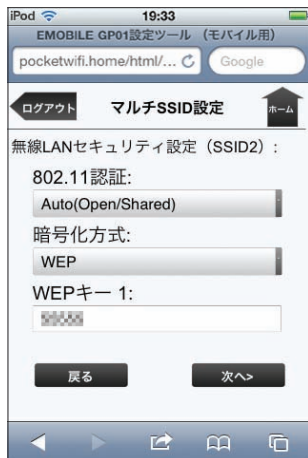 iPod 19:33
EMOBILE GP01設定ツール (モバイル用)
pocketwifi.home/html/... Google
ログアウト マルチSSID設定 ホーム
無線LANセキュリティ設定(SSID2):
802.11認証:
Auto(Open/Shared)
暗号化方式:
WEP
WEPキー 1:
戻る 次へ>